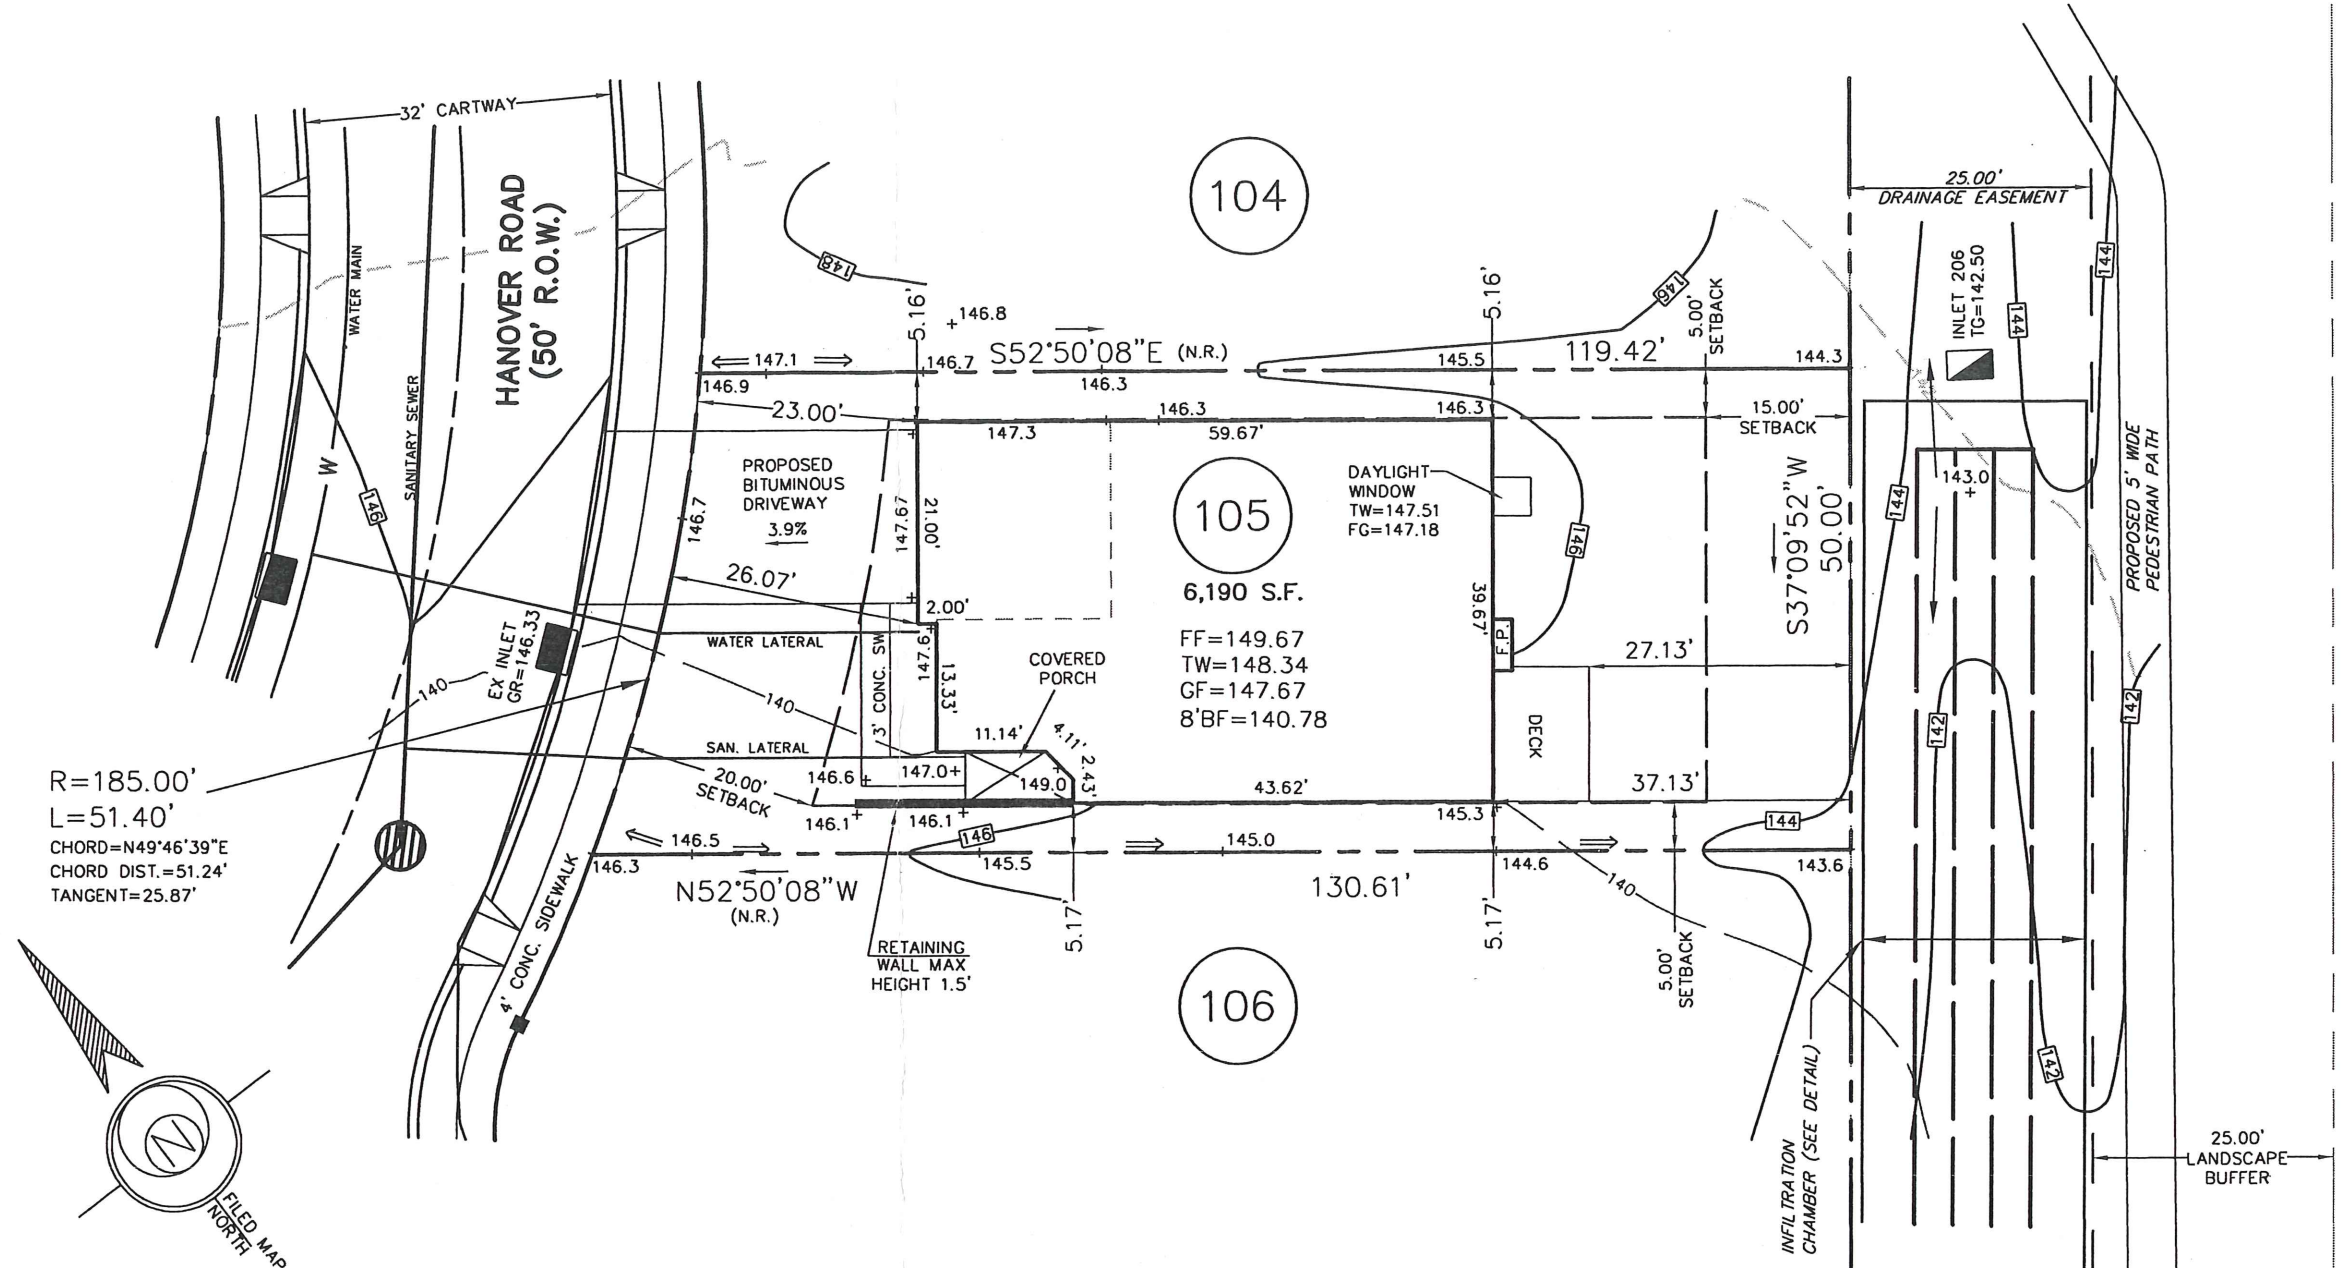 32' CARTWAY
HANOVER ROAD
(50' R.O.W.)
WATER MAIN
SANITARY SEWER
W
146
148
104
5.16'
+146.8
147.1
146.9
146.7
S52°50'08"E (N.R.)
146.3
5.16'
145.5
119.42'
146
5.00'
SETBACK
144.3
25.00'
DRAINAGE EASEMENT
INLET 206
TG=142.50
144
144
23.00'
147.3
146.3
59.67'
146.3
15.00'
SETBACK
PROPOSED
BITUMINOUS
DRIVEWAY
3.9%
146.7
147.67
21.00'
105
6,190 S.F.
FF=149.67
TW=148.34
GF=147.67
8'BF=140.78
DAYLIGHT
WINDOW
TW=147.51
FG=147.18
146
39.67'
F.P.
S37°09'52"W
50.00'
144
143.0
+
PROPOSED 5' WIDE
PEDESTRIAN PATH
26.07'
2.00'
WATER LATERAL
147.6
13.33'
3' CONC. SW
COVERED
PORCH
EX INLET
GR=146.33
140
140
27.13'
DECK
142
142
11.14'
4.11'
2.43'
SAN. LATERAL
146.6
147.0+
149.0
43.62'
37.13'
20.00'
SETBACK
R=185.00'
L=51.40'
CHORD=N49°46'39"E
CHORD DIST.=51.24'
TANGENT=25.87'
146.1
146.1
146
145.3
144
146.5
146.3
145.5
145.0
144.6
143.6
N52°50'08"W
(N.R.)
130.61'
140
5.17'
5.17'
5.00'
SETBACK
RETAINING
WALL MAX
HEIGHT 1.5'
106
4' CONC. SIDEWALK
142
INFILTRATION
CHAMBER (SEE DETAIL)
25.00'
LANDSCAPE
BUFFER
N
FILED MAP
NORTH